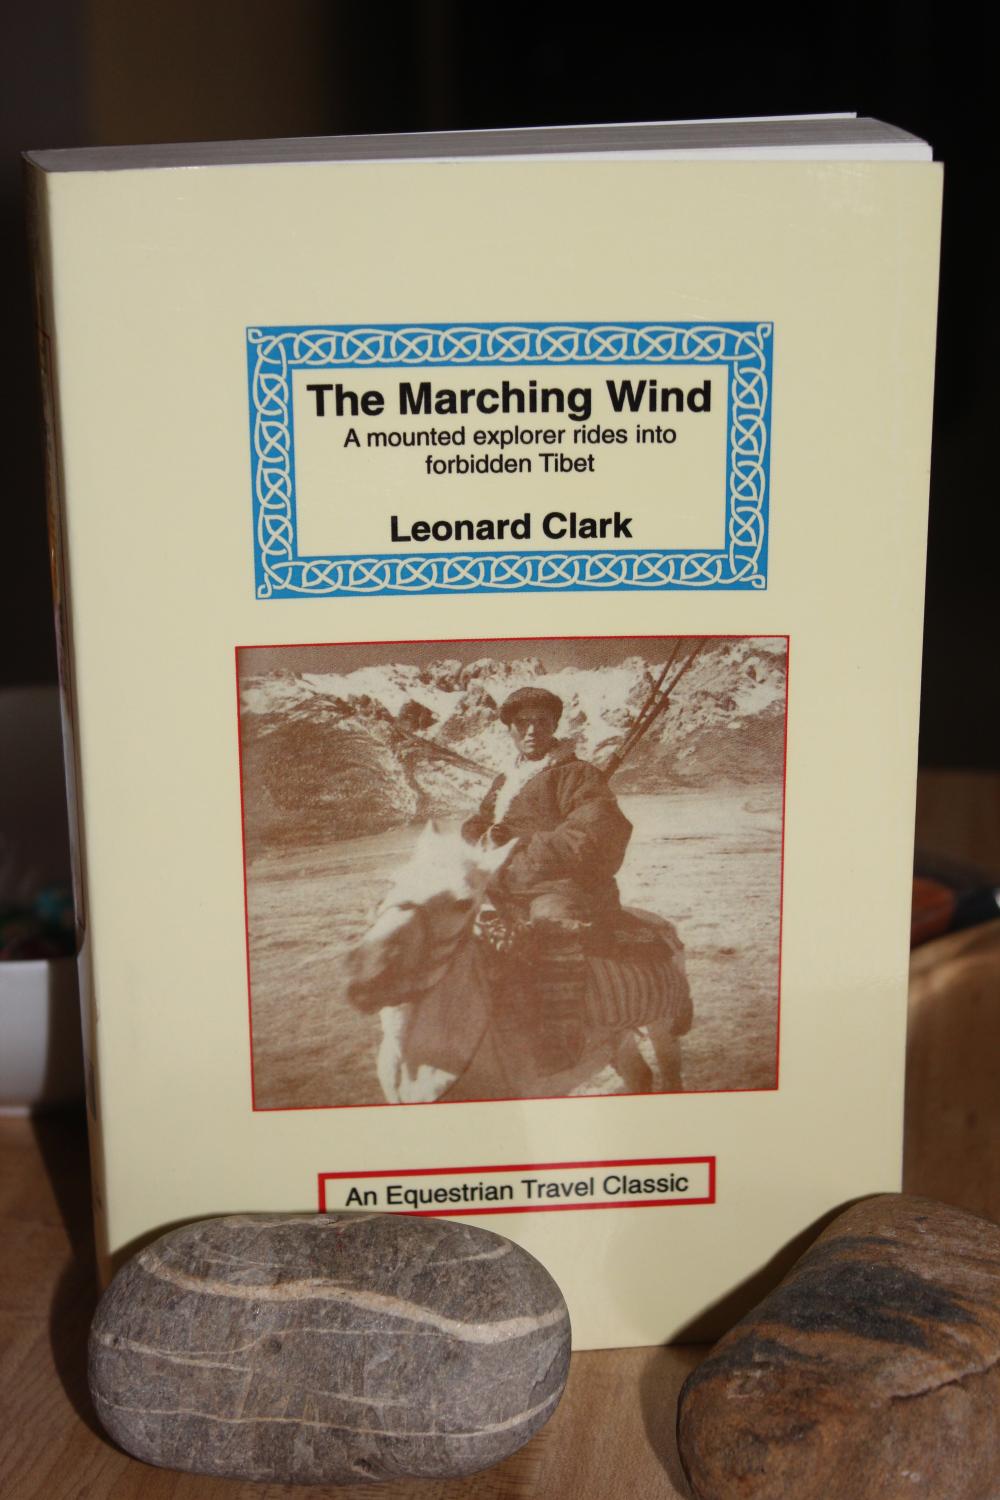 The Marching Wind
A mounted explorer rides into
forbidden Tibet
Leonard Clark
An Equestrian Travel Classic